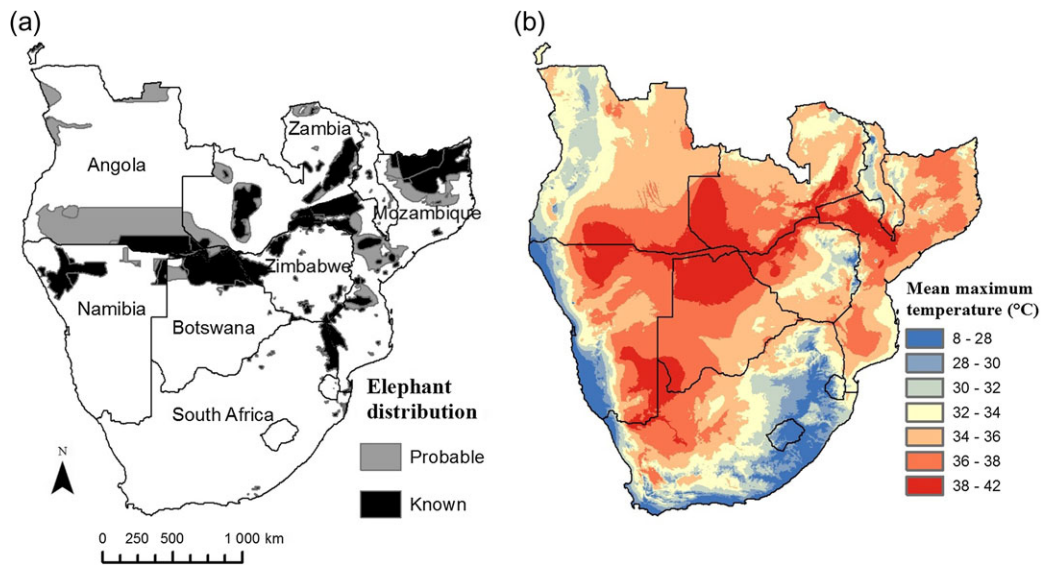 (a)
Zambia
Angola
Mozambique
Zimbabwe
Namibia
Botswana
South Africa
Elephant
distribution
Probable
Known
N
0 250 500 1 000 km
(b)
Mean maximum
temperature (°C)
8 - 28
28 - 30
30 - 32
32 - 34
34 - 36
36 - 38
38 - 42